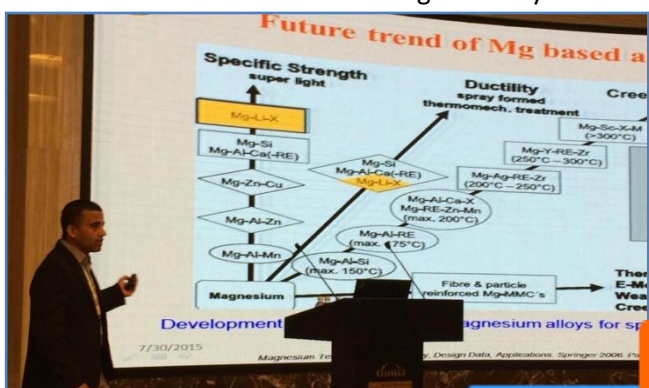 Future trend of Mg based a
Specific Strength
super light
Ductility
spray formed
thermomech. treatment
Cree
Mg-Li-X
Mg-Si
Mg-Al-Ca(-RE)
Mg-Zn-Cu
Mg-Al-Zn
Mg-Al-Mn
Magnesium
Mg-Si
Mg-Al-Ca(-RE)
Mg-Li-X
Mg-Sc-X-M
(>300°C)
Mg-Y-RE-Zr
(250°C – 300°C)
Mg-Ag-RE-Zr
(200°C – 250°C)
Mg-Al-Ca-X
Mg-RE-Zn-Mn
(max. 200°C)
Mg-Al-RE
(max. 175°C)
Mg-Al-Si
(max. 150°C)
Fibre & particle
reinforced Mg-MMC's
Ther
E-Mo
Wea
Cree
Development agnesium alloys for sp
7/30/2015
Magnesium Te y, Design Data, Applications. Springer 2006. Pa